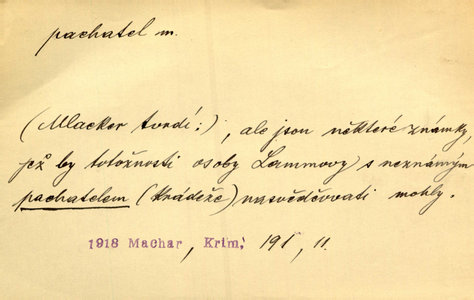 pachatel m.
(Mlacker tvrdí:), ale jsou některé známky,
jež by totožnosti osoby Lammovy s neznámým
pachatelem (krádeže) nasvědčovati mohly.
1918 Machar, Krim, 191, 11.